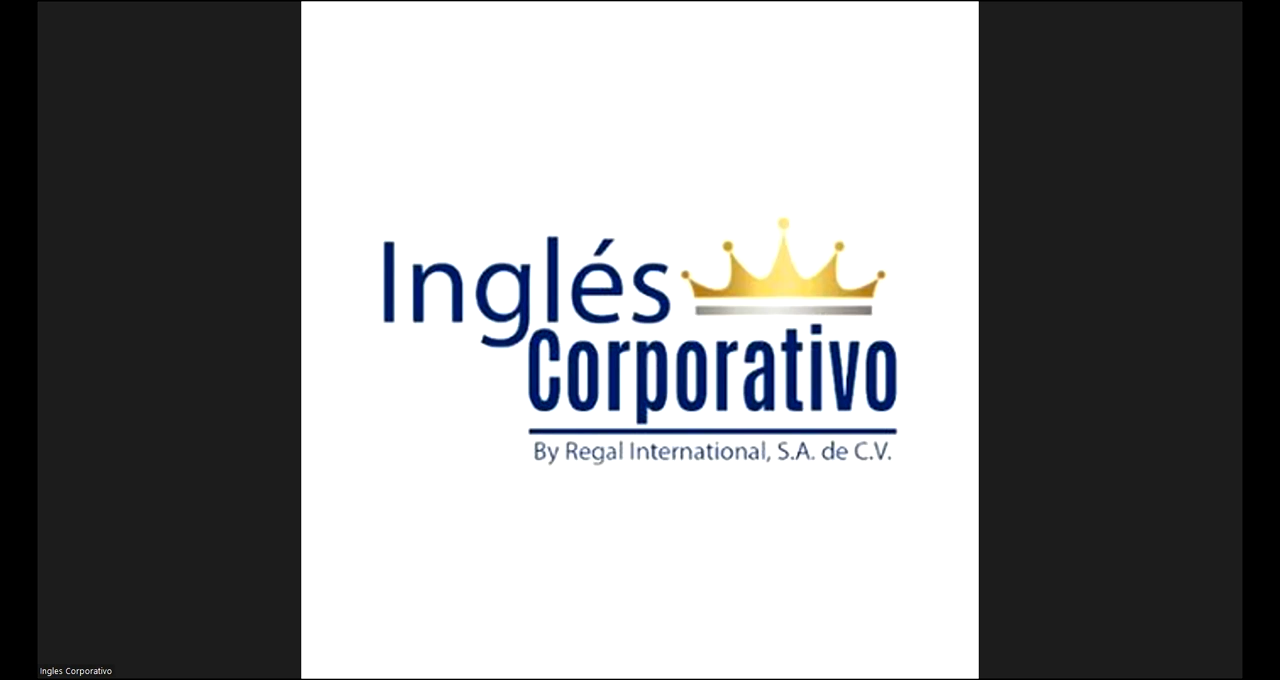 Inglés
Corporativo
By Regal International, S.A. de C.V.
Ingles Corporativo